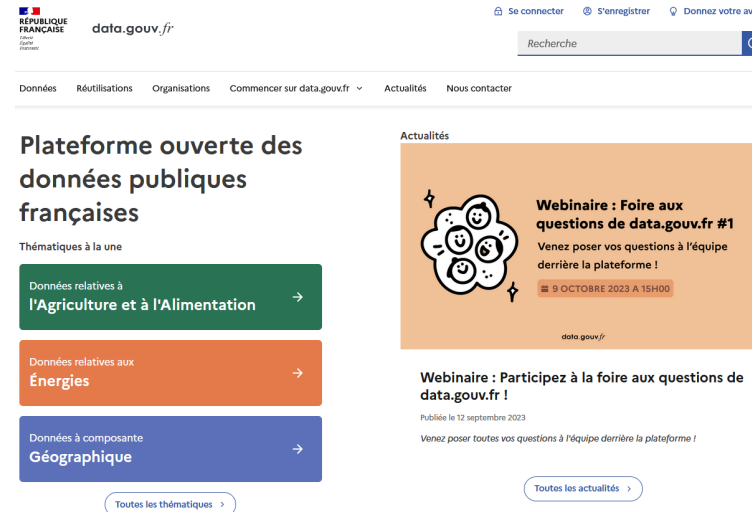 RÉPUBLIQUE
FRANÇAISE
Liberté
Égalité
Fraternité
data.gouv.fr
Se connecter
S'enregistrer
Donnez votre av
Recherche
Données
Réutilisations
Organisations
Commencer sur data.gouv.fr
Actualités
Nous contacter
Plateforme ouverte des
données publiques
françaises
Thématiques à la une
Données relatives à
l'Agriculture et à l'Alimentation
Données relatives aux
Énergies
Données à composante
Géographique
Toutes les thématiques
Actualités
Webinaire : Foire aux
questions de data.gouv.fr #1
Venez poser vos questions à l'équipe
derrière la plateforme !
9 OCTOBRE 2023 A 15H00
data.gouv.fr
Webinaire : Participez à la foire aux questions de
data.gouv.fr !
Publiée le 12 septembre 2023
Venez poser toutes vos questions à l'équipe derrière la plateforme !
Toutes les actualités